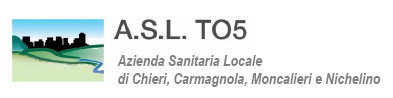 A.S.L. TO5
Azienda Sanitaria Locale
di Chieri, Carmagnola, Moncalieri e Nichelino